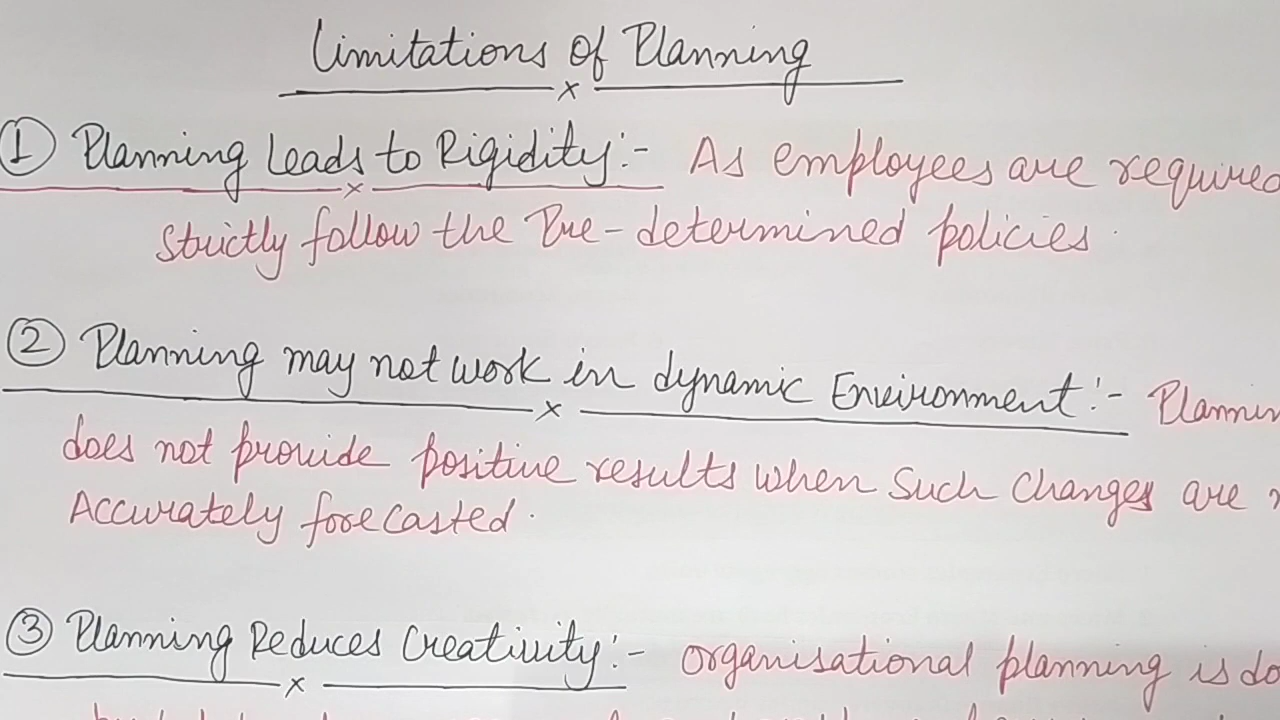 Limitations of Planning
① Planning Leads to Rigidity:- As employees are required
strictly follow the Pre-determined policies.
② Planning may not work in dynamic Environment:- Plannin
does not provide positive results when Such Changes are
Accurately forecasted.
③ Planning Reduces Creativity:- organisational planning is do